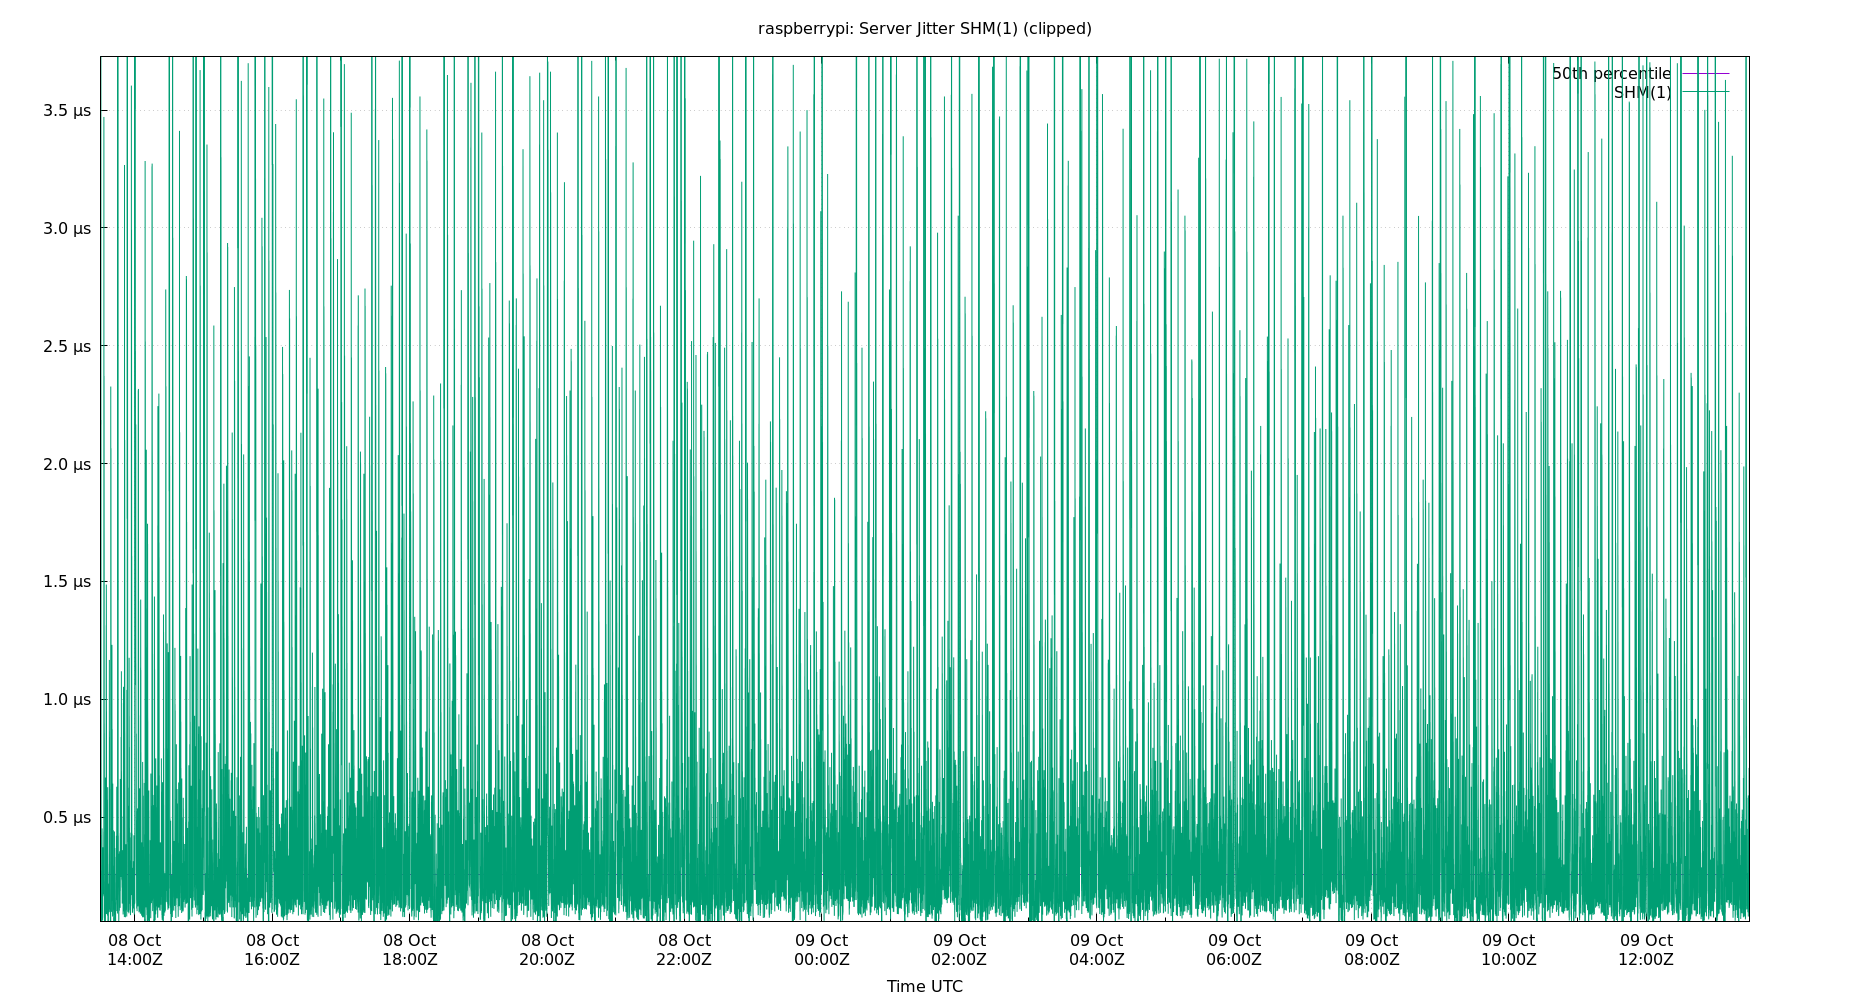 raspberrypi: Server Jitter SHM(1) (clipped)
50th percentile
SHM(1)
3.5 µs
3.0 µs
2.5 µs
2.0 µs
1.5 µs
1.0 µs
0.5 µs
08 Oct 08 Oct 08 Oct 08 Oct 08 Oct 09 Oct 09 Oct 09 Oct 09 Oct 09 Oct 09 Oct 09 Oct
14:00Z 16:00Z 18:00Z 20:00Z 22:00Z 00:00Z 02:00Z 04:00Z 06:00Z 08:00Z 10:00Z 12:00Z
Time UTC